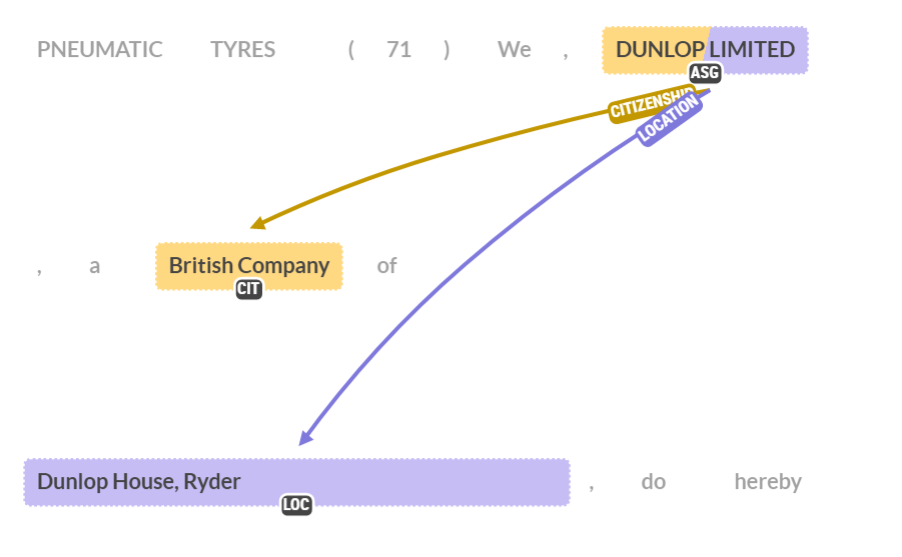 PNEUMATIC TYRES ( 71 ) We , DUNLOP LIMITED
ASG
CITIZENSHIP
LOCATION
, a British Company of
CIT
Dunlop House, Ryder , do hereby
LOC